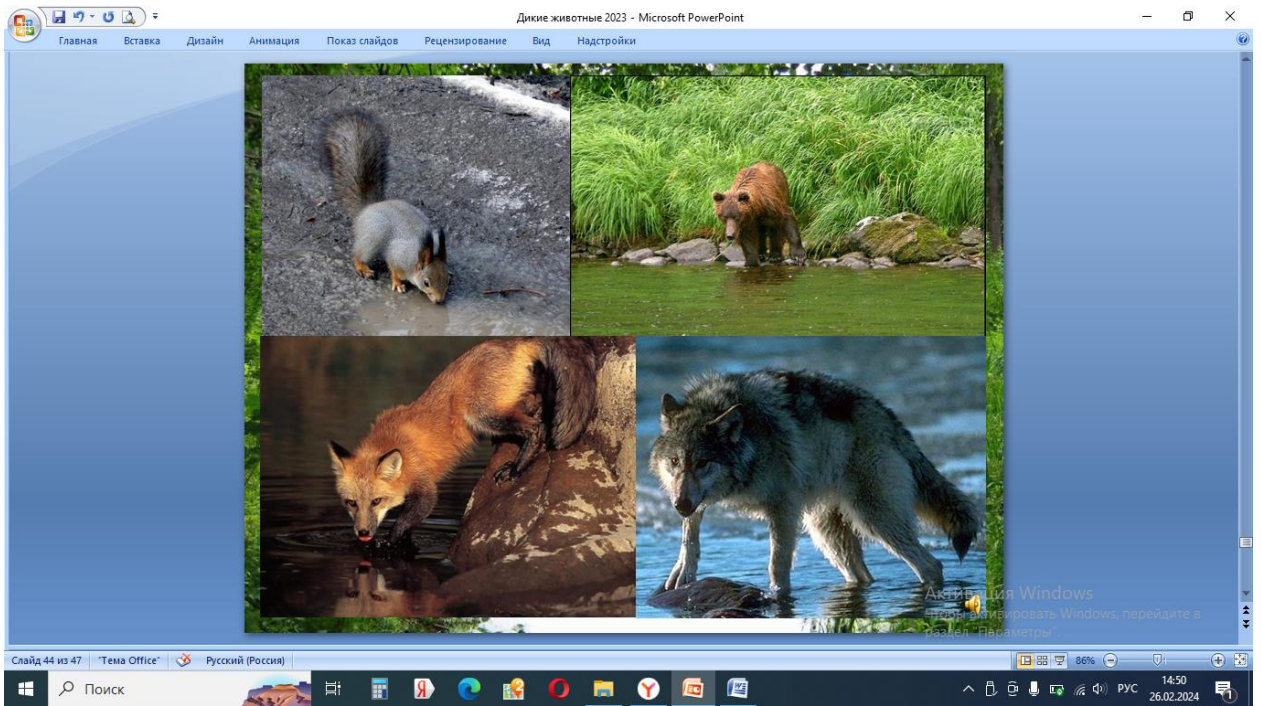 Дикие животные 2023 - Microsoft PowerPoint
Главная Вставка Дизайн Анимация Показ слайдов Рецензирование Вид Надстройки
Активация Windows
Чтобы активировать Windows, перейдите в
раздел "Параметры".
Слайд 44 из 47 "Тема Office" Русский (Россия) 86%
Поиск
РУС
14:50
26.02.2024
1